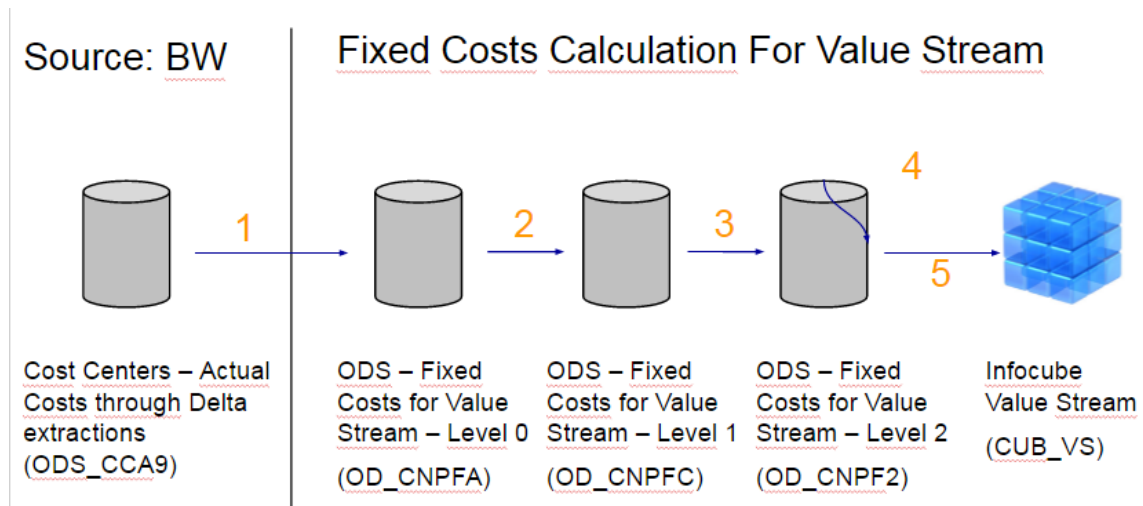 Source: BW
Fixed Costs Calculation For Value Stream
1
2
3
4
5
Cost Centers – Actual
Costs through Delta
extractions
(ODS_CCA9)
ODS – Fixed
Costs for Value
Stream – Level 0
(OD_CNPFA)
ODS – Fixed
Costs for Value
Stream – Level 1
(OD_CNPFC)
ODS – Fixed
Costs for Value
Stream – Level 2
(OD_CNPF2)
Infocube
Value Stream
(CUB_VS)